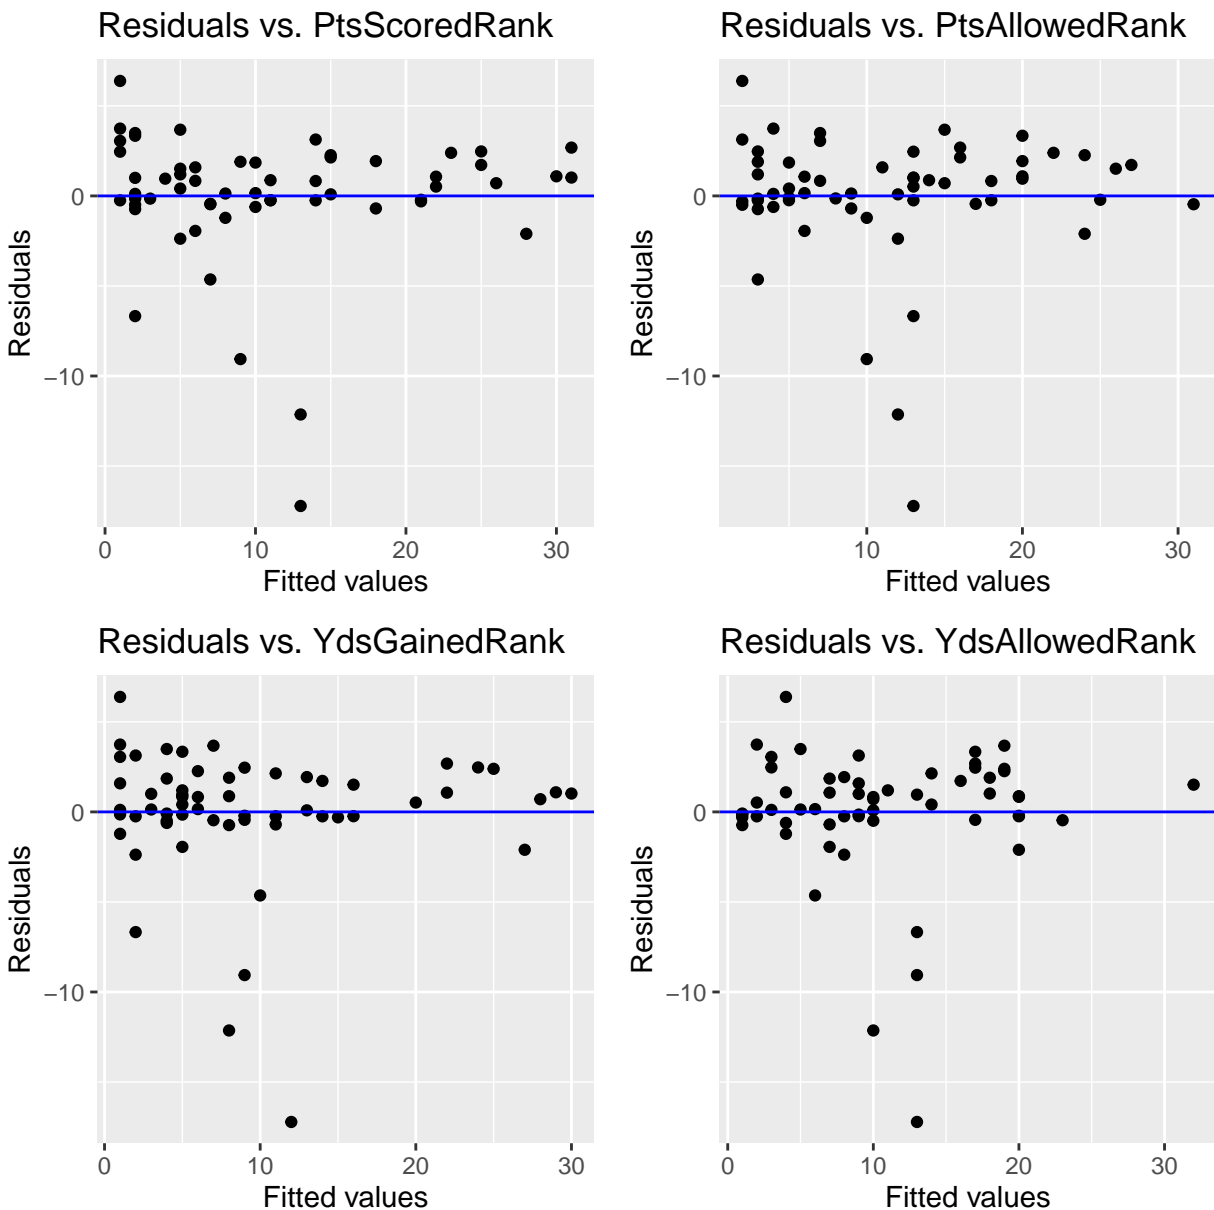 Residuals vs. PtsScoredRank
0
−10
Residuals
0 10 20 30
Fitted values
Residuals vs. PtsAllowedRank
0
−10
Residuals
10 20 30
Fitted values
Residuals vs. YdsGainedRank
0
−10
Residuals
0 10 20 30
Fitted values
Residuals vs. YdsAllowedRank
0
−10
Residuals
0 10 20 30
Fitted values